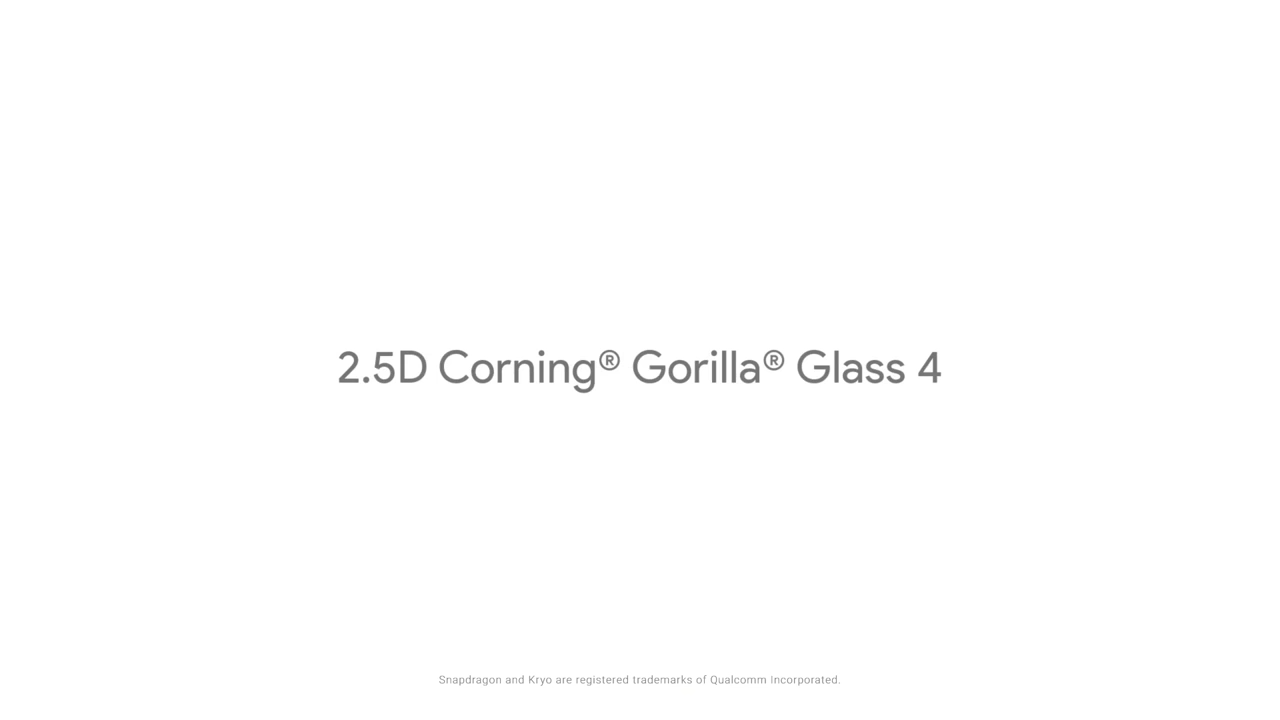 2.5D Corning® Gorilla® Glass 4
Snapdragon and Kryo are registered trademarks of Qualcomm Incorporated.